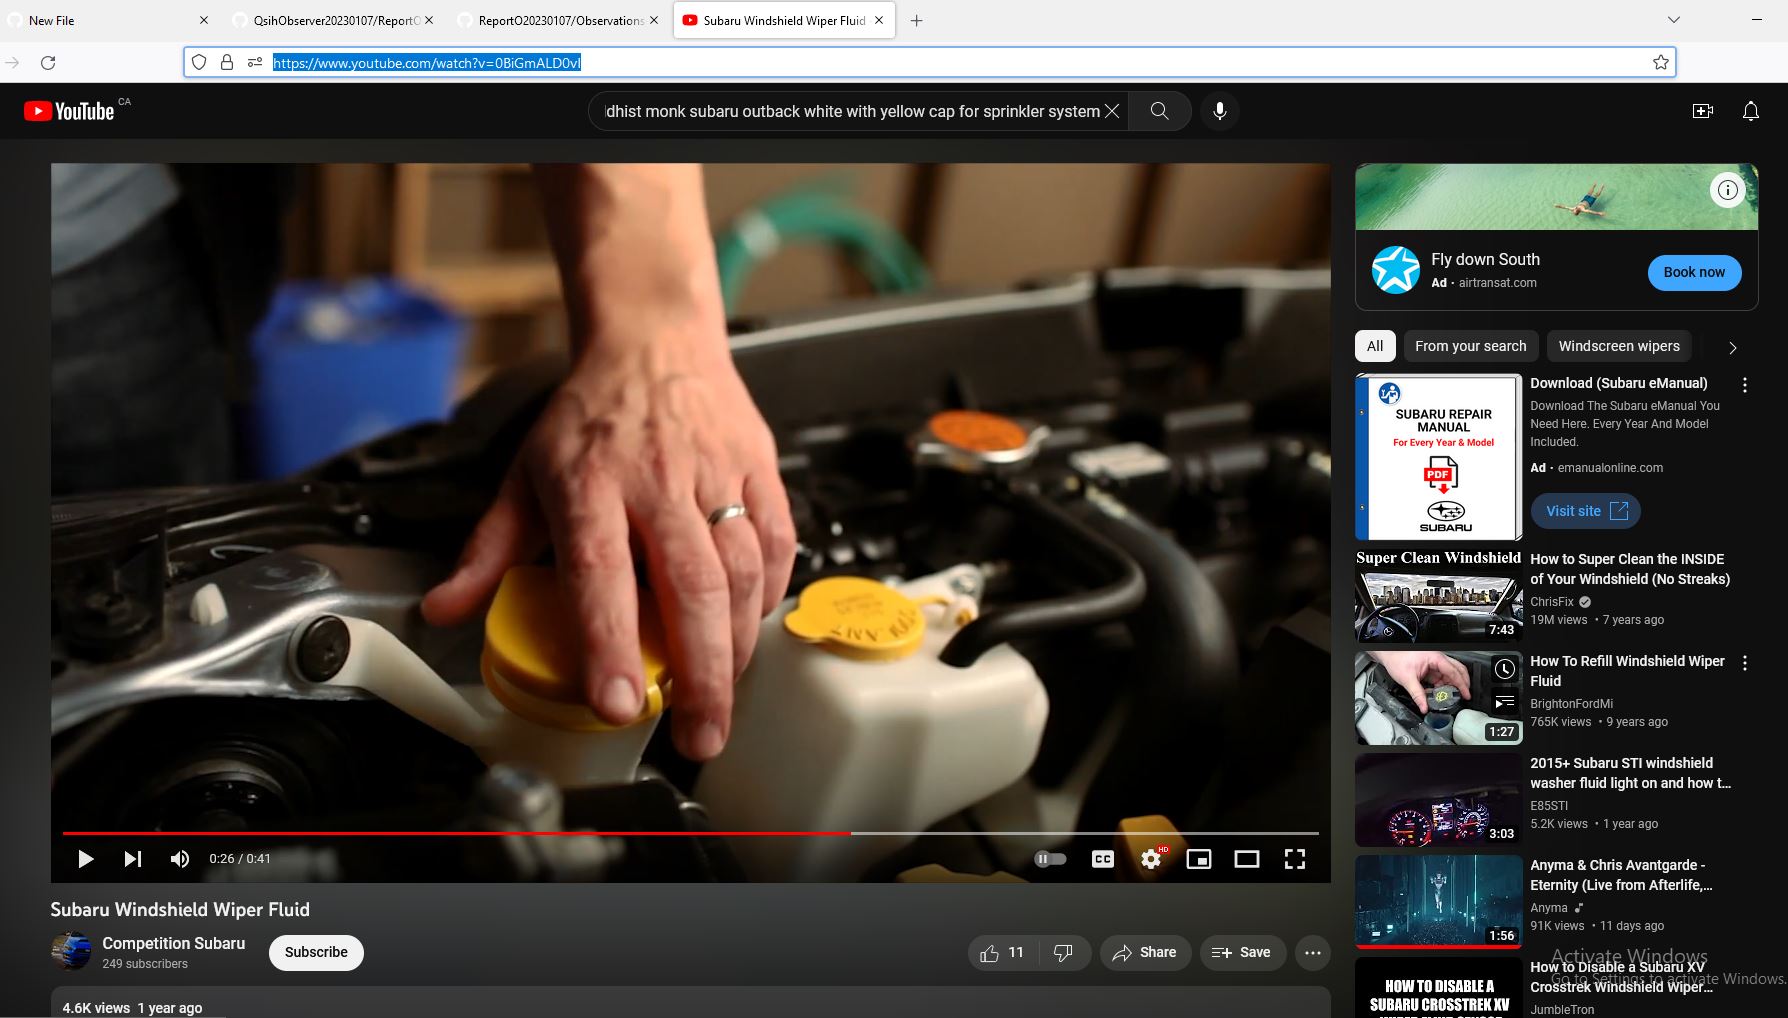 New File
QsihObserver20230107/ReportO
ReportO20230107/Observations
Subaru Windshield Wiper Fluid
https://www.youtube.com/watch?v=0BiGmALD0vI
YouTube CA
dhist monk subaru outback white with yellow cap for sprinkler system
Fly down South
Ad · airtransat.com
Book now
All
From your search
Windscreen wipers
SUBARU REPAIR
MANUAL
For Every Year & Model
PDF
SUBARU
Download (Subaru eManual)
Download The Subaru eManual You
Need Here. Every Year And Model
Included.
Ad · emanualonline.com
Visit site
Super Clean Windshield
7:43
How to Super Clean the INSIDE
of Your Windshield (No Streaks)
ChrisFix
19M views · 7 years ago
1:27
How To Refill Windshield Wiper
Fluid
BrightonFordMi
765K views · 9 years ago
3:03
2015+ Subaru STI windshield
washer fluid light on and how t...
E85STI
5.2K views · 1 year ago
1:56
Anyma & Chris Avantgarde -
Eternity (Live from Afterlife,...
Anyma
91K views · 11 days ago
HOW TO DISABLE A
SUBARU CROSSTREK XV
How to Disable a Subaru XV
Crosstrek Windshield Wiper...
JumbleTron
Activate Windows
Go to Settings to activate Windows.
0:26 / 0:41
CC
HD
Subaru Windshield Wiper Fluid
Competition Subaru
249 subscribers
Subscribe
11
Share
Save
4.6K views 1 year ago